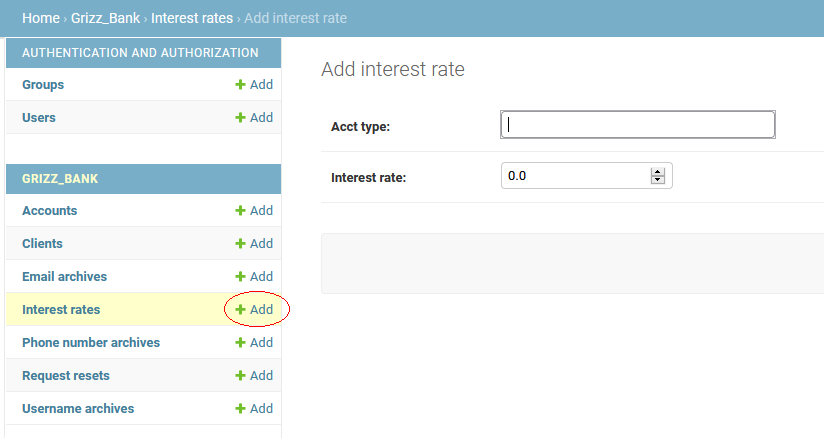 Home › Grizz_Bank › Interest rates › Add interest rate
AUTHENTICATION AND AUTHORIZATION
Groups Add
Users Add
GRIZZ_BANK
Accounts Add
Clients Add
Email archives Add
Interest rates Add
Phone number archives Add
Request resets Add
Username archives Add
Add interest rate
Acct type:
Interest rate: 0.0